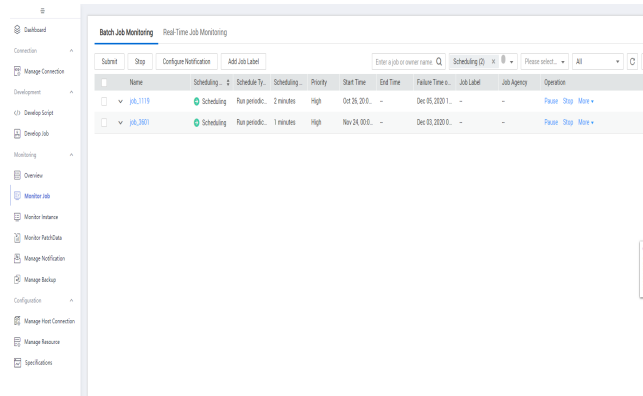 Dashboard
Connection
Manage Connection
Development
Develop Script
Develop Job
Monitoring
Overview
Monitor Job
Monitor Instance
Monitor PatchData
Manage Notification
Manage Backup
Configuration
Manage Host Connection
Manage Resource
Specifications
Batch Job Monitoring Real-Time Job Monitoring
Submit Stop Configure Notification Add Job Label Enter a job or owner name. Scheduling (2) × Please select... All C
Name Scheduling ... Schedule Ty... Scheduling... Priority Start Time End Time Failure Time o... Job Label Job Agency Operation
job_1119 Scheduling Run periodic... 2 minutes High Oct 26, 20:0... – Dec 05, 2020 1... – – Pause Stop More
job_3601 Scheduling Run periodic... 1 minutes High Nov 24, 00:0... – Dec 03, 2020 0... – – Pause Stop More